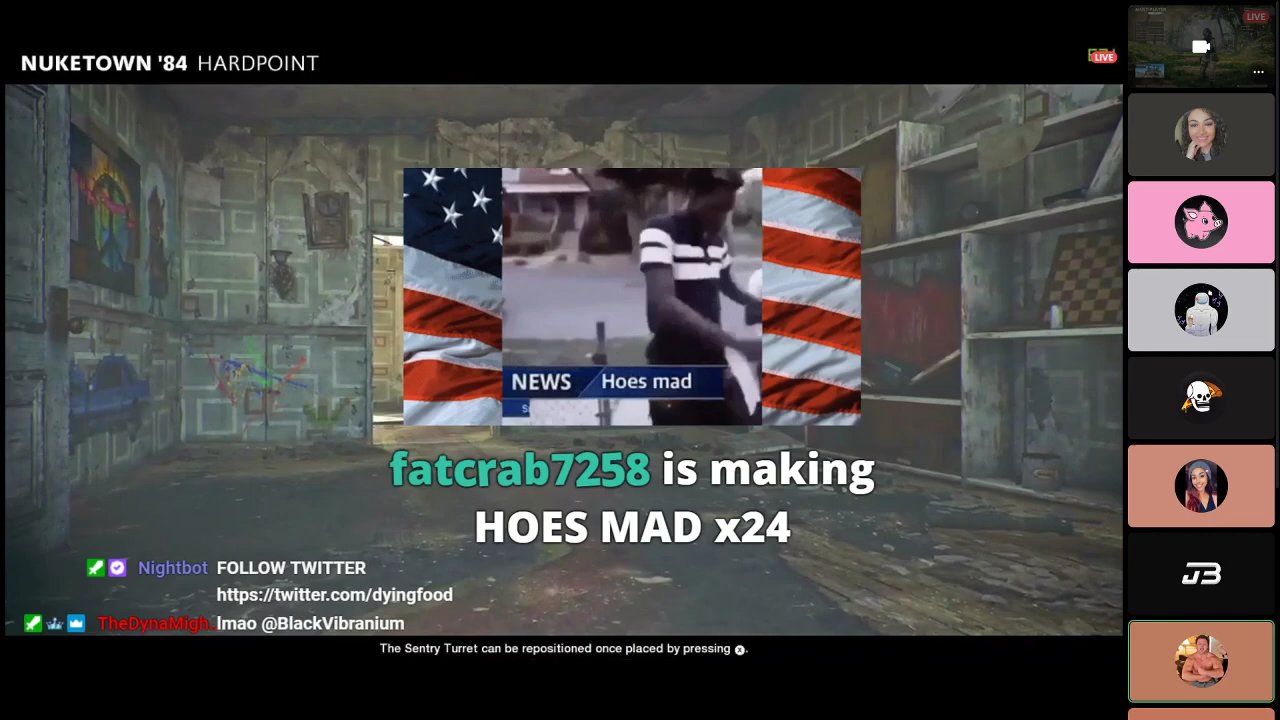 NUKETOWN '84 HARDPOINT
LIVE
LIVE
NEWS Hoes mad
fatcrab7258 is making
HOES MAD x24
Nightbot FOLLOW TWITTER
https://twitter.com/dyingfood
TheDynaMigh.. lmao @BlackVibranium
The Sentry Turret can be repositioned once placed by pressing ⓧ.
JB